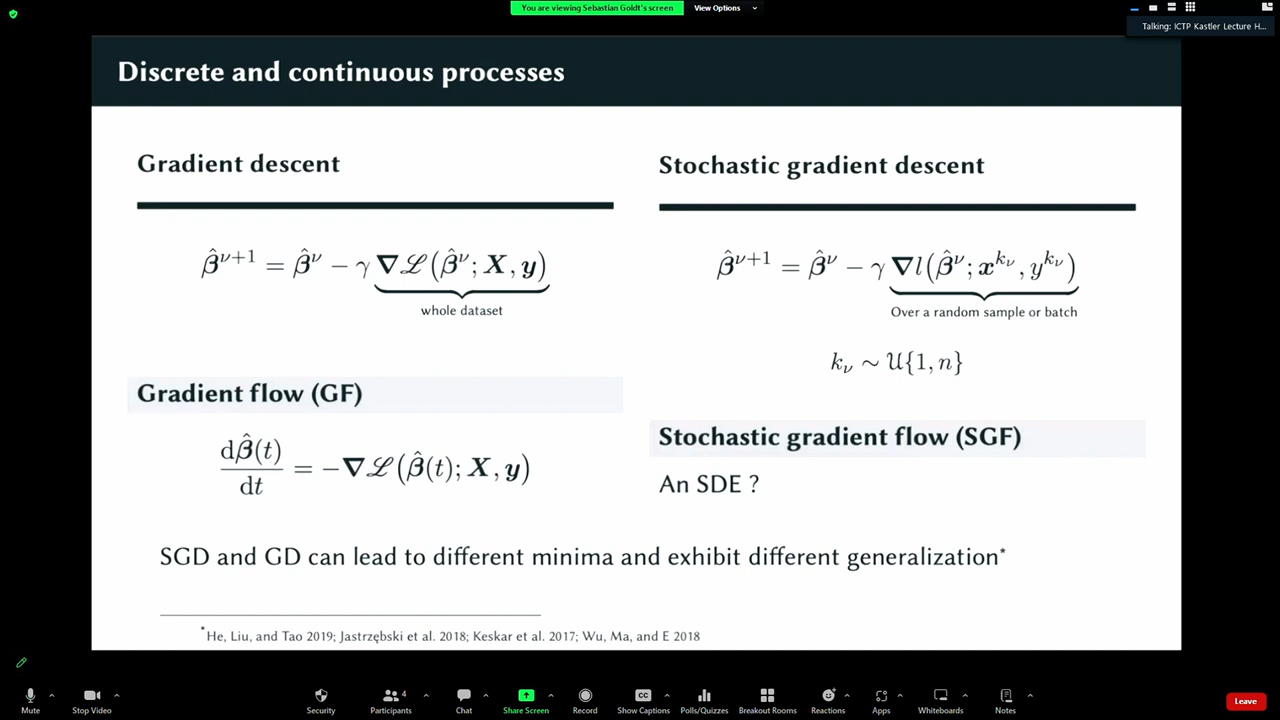 You are viewing Sebastian Goldt's screen View Options
Talking: ICTP Kastler Lecture H...
Discrete and continuous processes
Gradient descent
β̂^{ν+1} = β̂^ν − γ ∇ℒ(β̂^ν; X, y)
whole dataset
Gradient flow (GF)
dβ̂(t)/dt = −∇ℒ(β̂(t); X, y)
Stochastic gradient descent
β̂^{ν+1} = β̂^ν − γ ∇l(β̂^ν; x^{k_ν}, y^{k_ν})
Over a random sample or batch
k_ν ∼ 𝒰{1, n}
Stochastic gradient flow (SGF)
An SDE ?
SGD and GD can lead to different minima and exhibit different generalization*
*He, Liu, and Tao 2019; Jastrzębski et al. 2018; Keskar et al. 2017; Wu, Ma, and E 2018
Mute Stop Video Security Participants 4 Chat Share Screen Record Show Captions Polls/Quizzes Breakout Rooms Reactions Apps Whiteboards Notes Leave